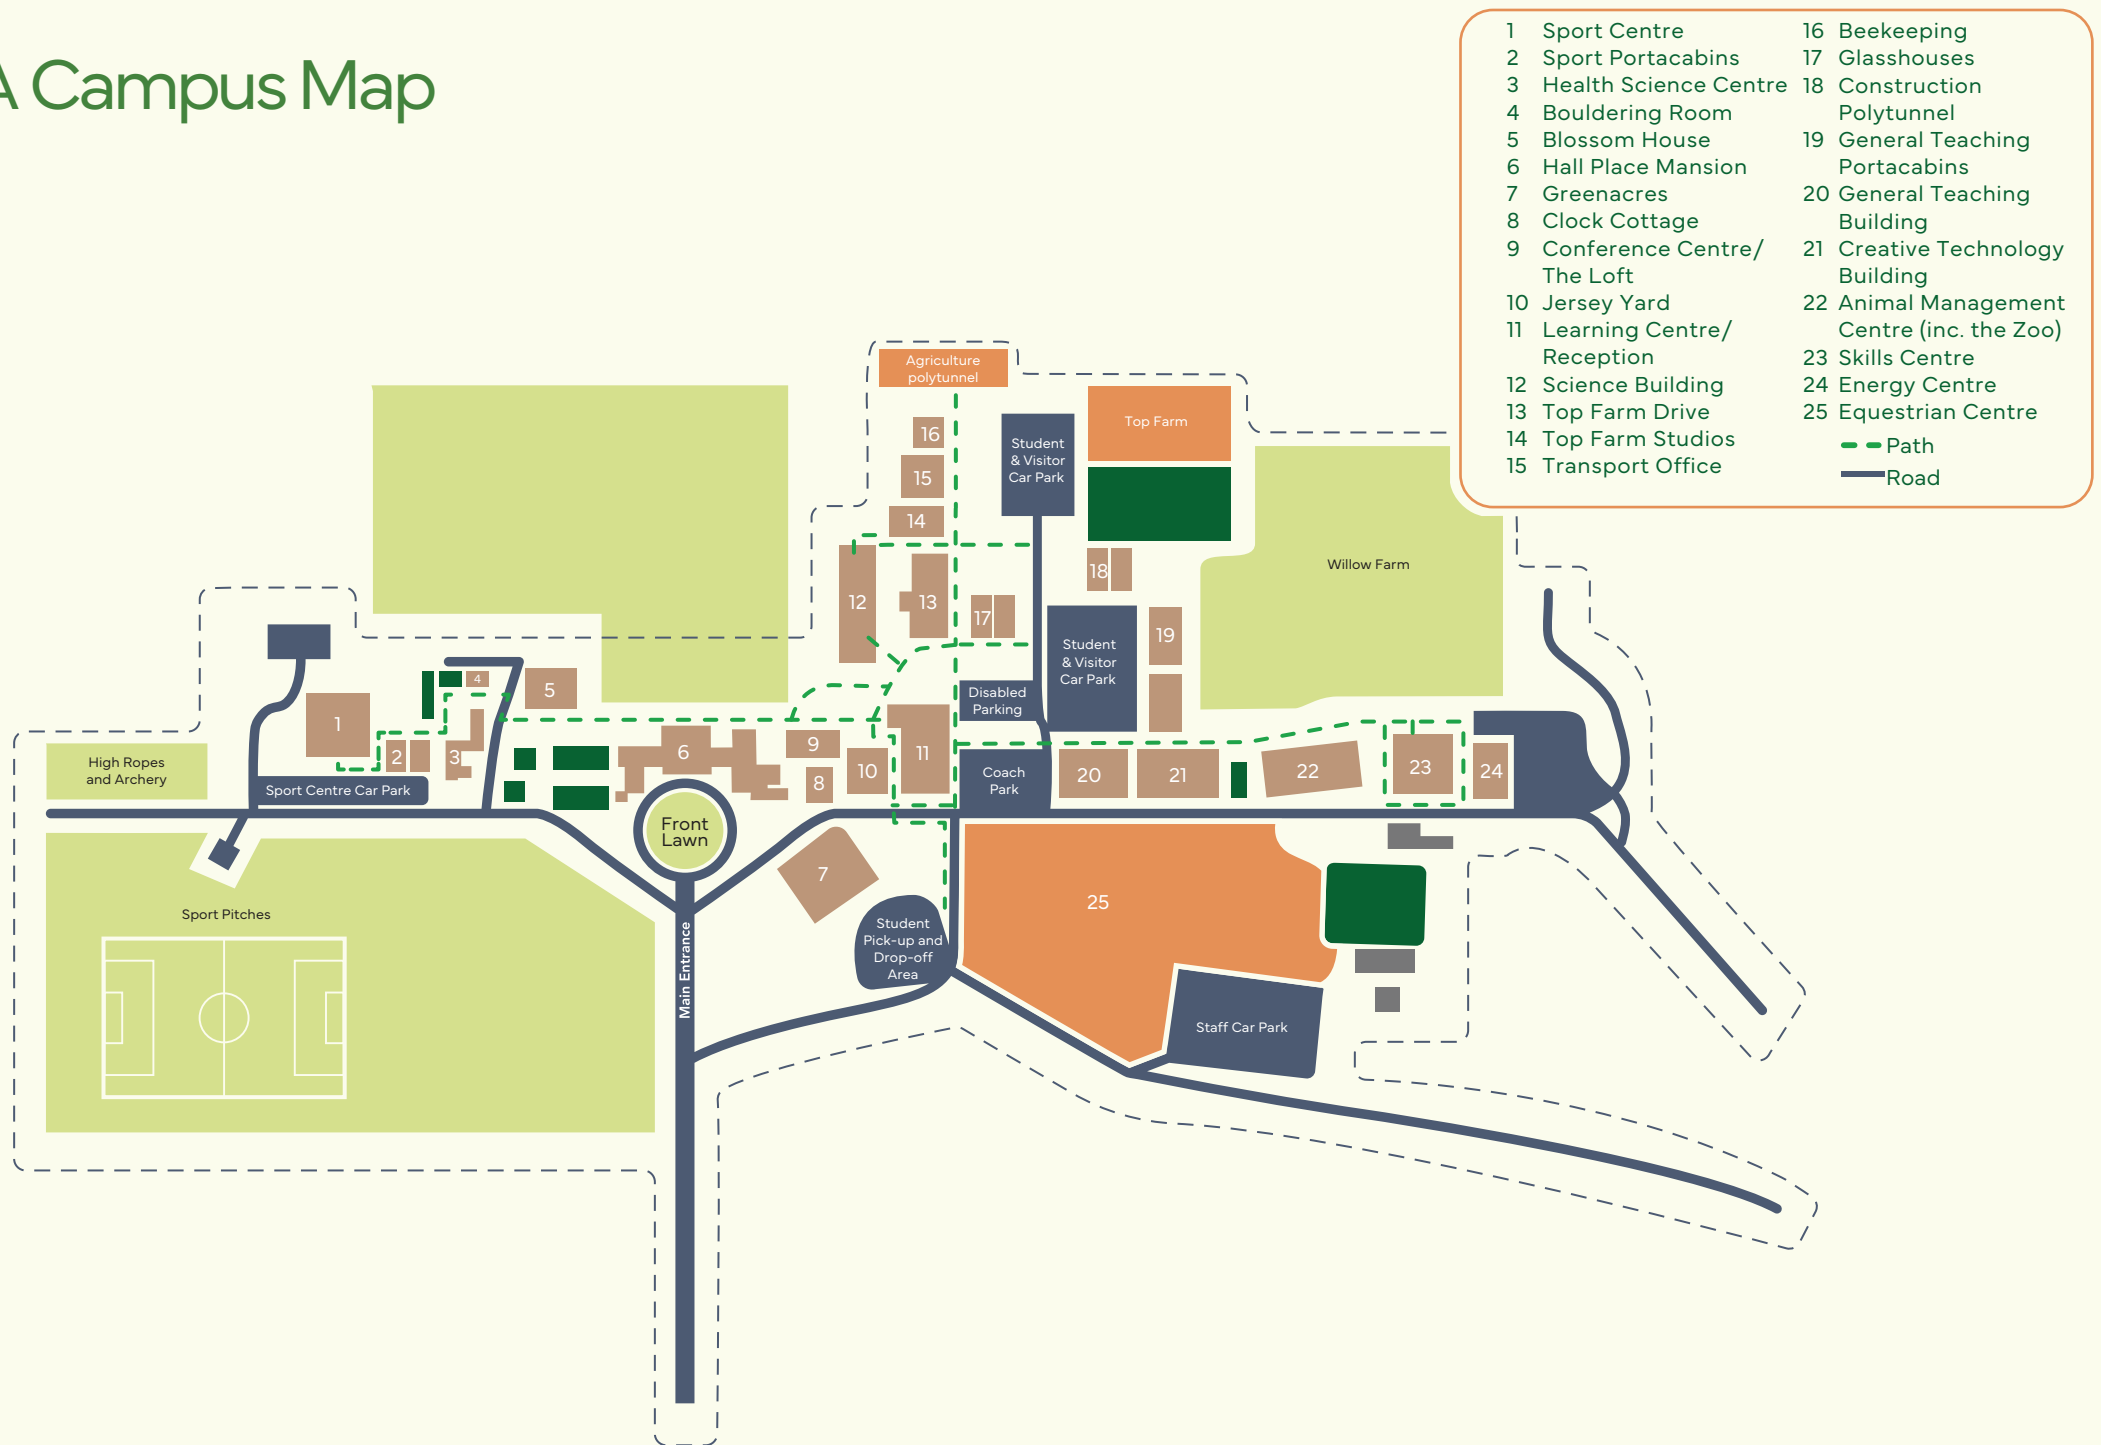 A Campus Map
1 Sport Centre
2 Sport Portacabins
3 Health Science Centre
4 Bouldering Room
5 Blossom House
6 Hall Place Mansion
7 Greenacres
8 Clock Cottage
9 Conference Centre/
The Loft
10 Jersey Yard
11 Learning Centre/
Reception
12 Science Building
13 Top Farm Drive
14 Top Farm Studios
15 Transport Office
16 Beekeeping
17 Glasshouses
18 Construction
Polytunnel
19 General Teaching
Portacabins
20 General Teaching
Building
21 Creative Technology
Building
22 Animal Management
Centre (inc. the Zoo)
23 Skills Centre
24 Energy Centre
25 Equestrian Centre
Path
Road
Agriculture
polytunnel
16
15
14
Student
& Visitor
Car Park
Top Farm
18
12
13
17
Student
& Visitor
Car Park
19
Willow Farm
Disabled
Parking
4
5
1
2
3
6
9
8
10
11
Coach
Park
20
21
22
23
24
High Ropes
and Archery
Sport Centre Car Park
Front
Lawn
7
Sport Pitches
Main Entrance
Student
Pick-up and
Drop-off
Area
25
Staff Car Park